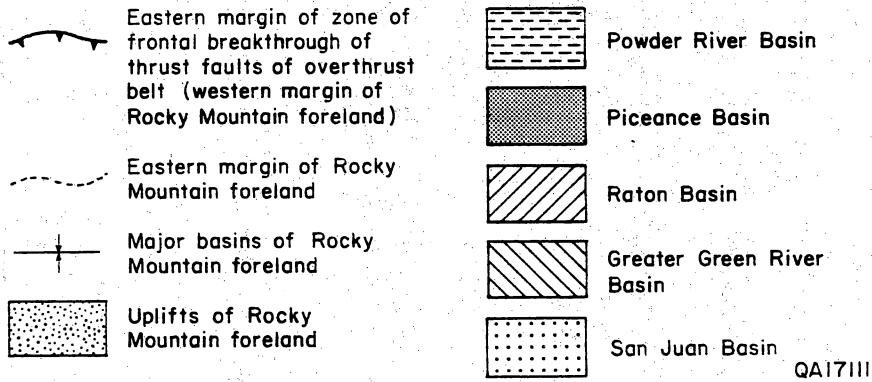 Eastern margin of zone of
frontal breakthrough of
thrust faults of overthrust
belt (western margin of
Rocky Mountain foreland)
Eastern margin of Rocky
Mountain foreland
Major basins of Rocky
Mountain foreland
Uplifts of Rocky
Mountain foreland
Powder River Basin
Piceance Basin
Raton Basin
Greater Green River
Basin
San Juan Basin
QA17111